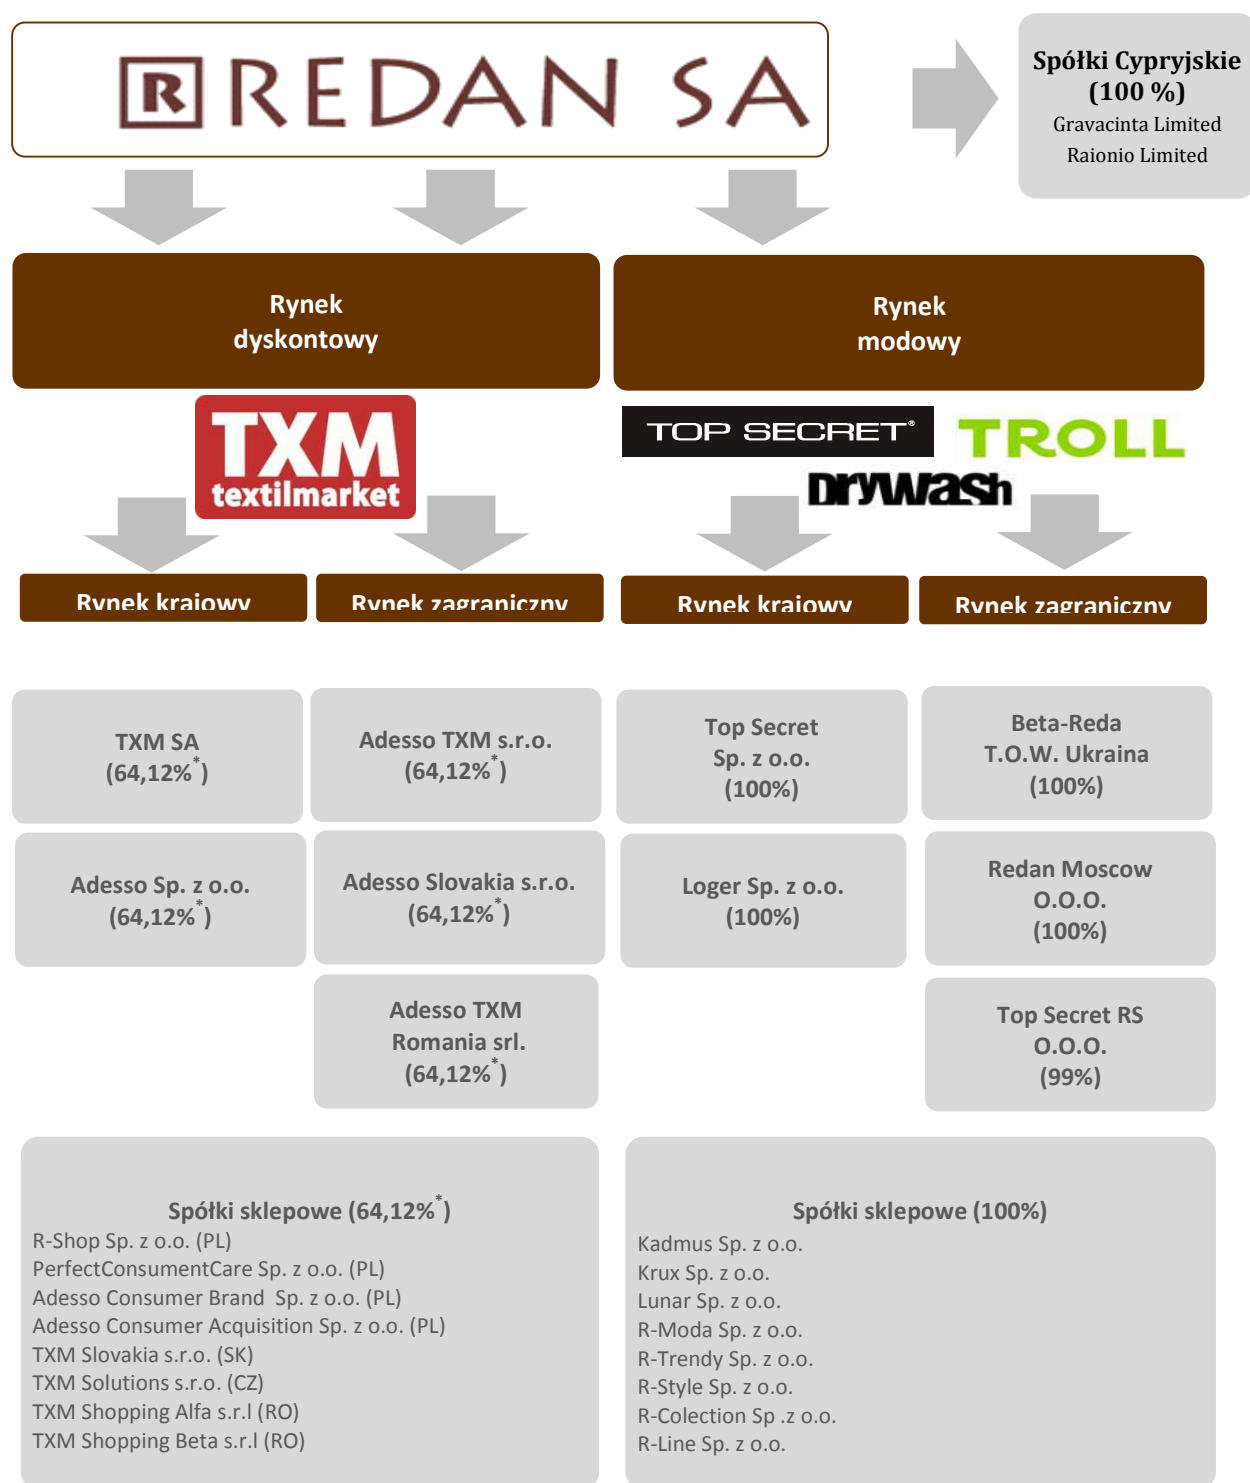 R REDAN SA
Spółki Cypryjskie
(100 %)
Gravacinta Limited
Raionio Limited
Rynek
dyskontowy
Rynek
modowy
TXM
textilmarket
TOP SECRET®
TROLL
Drywash
Rynek krajowy
Rynek zagraniczny
Rynek krajowy
Rynek zagraniczny
TXM SA
(64,12%*)
Adesso TXM s.r.o.
(64,12%*)
Top Secret
Sp. z o.o.
(100%)
Beta-Reda
T.O.W. Ukraina
(100%)
Adesso Sp. z o.o.
(64,12%*)
Adesso Slovakia s.r.o.
(64,12%*)
Loger Sp. z o.o.
(100%)
Redan Moscow
O.O.O.
(100%)
Adesso TXM
Romania srl.
(64,12%*)
Top Secret RS
O.O.O.
(99%)
Spółki sklepowe (64,12%*)
R-Shop Sp. z o.o. (PL)
PerfectConsumentCare Sp. z o.o. (PL)
Adesso Consumer Brand  Sp. z o.o. (PL)
Adesso Consumer Acquisition Sp. z o.o. (PL)
TXM Slovakia s.r.o. (SK)
TXM Solutions s.r.o. (CZ)
TXM Shopping Alfa s.r.l (RO)
TXM Shopping Beta s.r.l (RO)
Spółki sklepowe (100%)
Kadmus Sp. z o.o.
Krux Sp. z o.o.
Lunar Sp. z o.o.
R-Moda Sp. z o.o.
R-Trendy Sp. z o.o.
R-Style Sp. z o.o.
R-Colection Sp .z o.o.
R-Line Sp. z o.o.